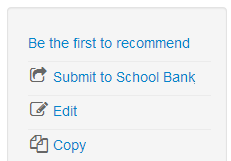 Be the first to recommend
Submit to School Bank
Edit
Copy